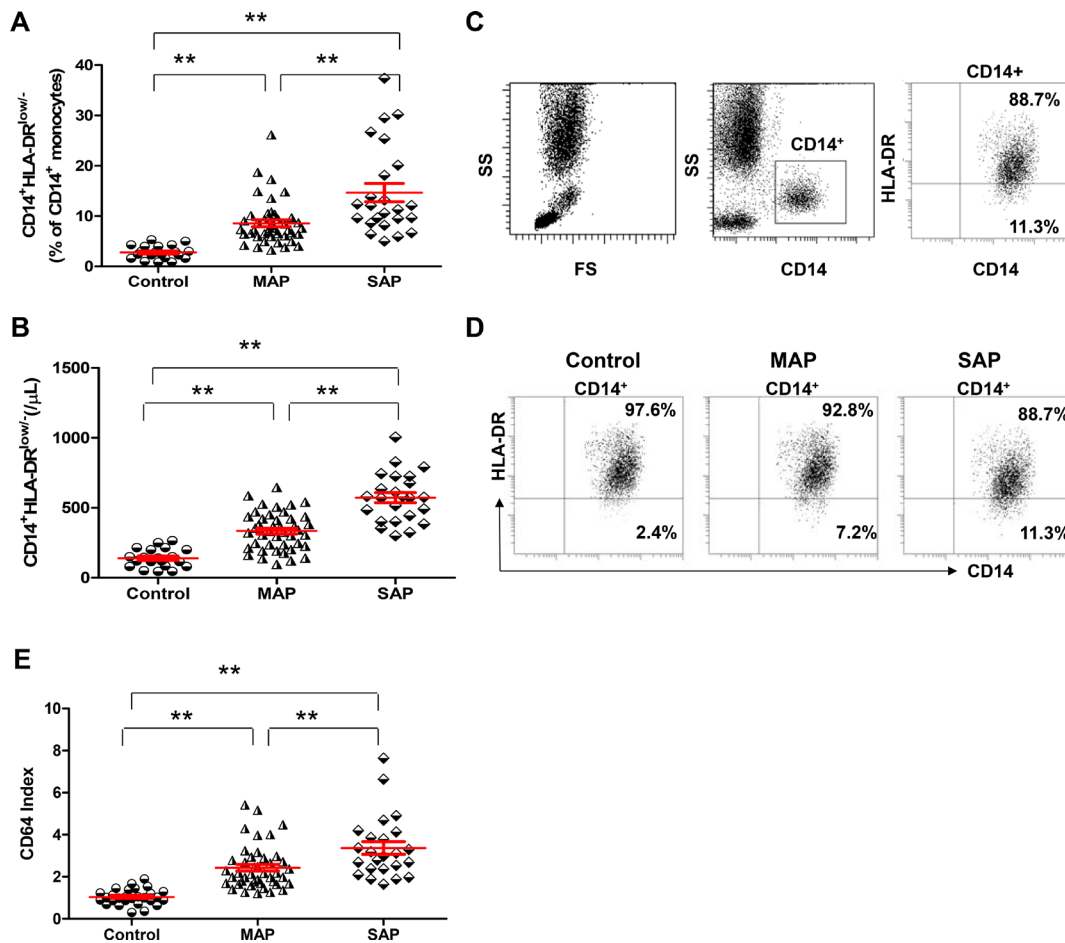 A
CD14+HLA-DRlow/-
(% of CD14+ monocytes)
40
30
20
10
0
**
**
**
Control
MAP
SAP
B
CD14+HLA-DRlow/-(/μL)
1500
1000
500
0
**
**
**
Control
MAP
SAP
C
SS
FS
SS
CD14+
CD14
CD14+
88.7%
HLA-DR
11.3%
CD14
D
Control
MAP
SAP
CD14+
CD14+
CD14+
97.6%
92.8%
88.7%
HLA-DR
2.4%
7.2%
11.3%
CD14
E
CD64 Index
10
8
6
4
2
0
**
**
**
Control
MAP
SAP